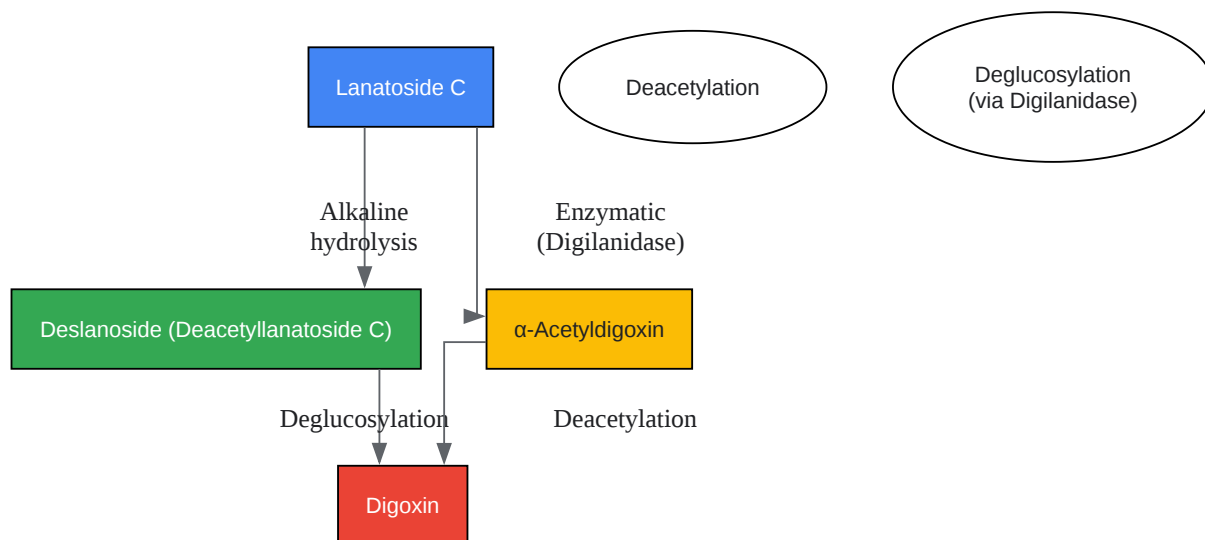 Lanatoside C
Deacetylation
Deglucosylation
(via Digilanidase)
Alkaline
hydrolysis
Enzymatic
(Digilanidase)
Deslanoside (Deacetyllanatoside C)
α-Acetyldigoxin
Deglucosylation
Deacetylation
Digoxin